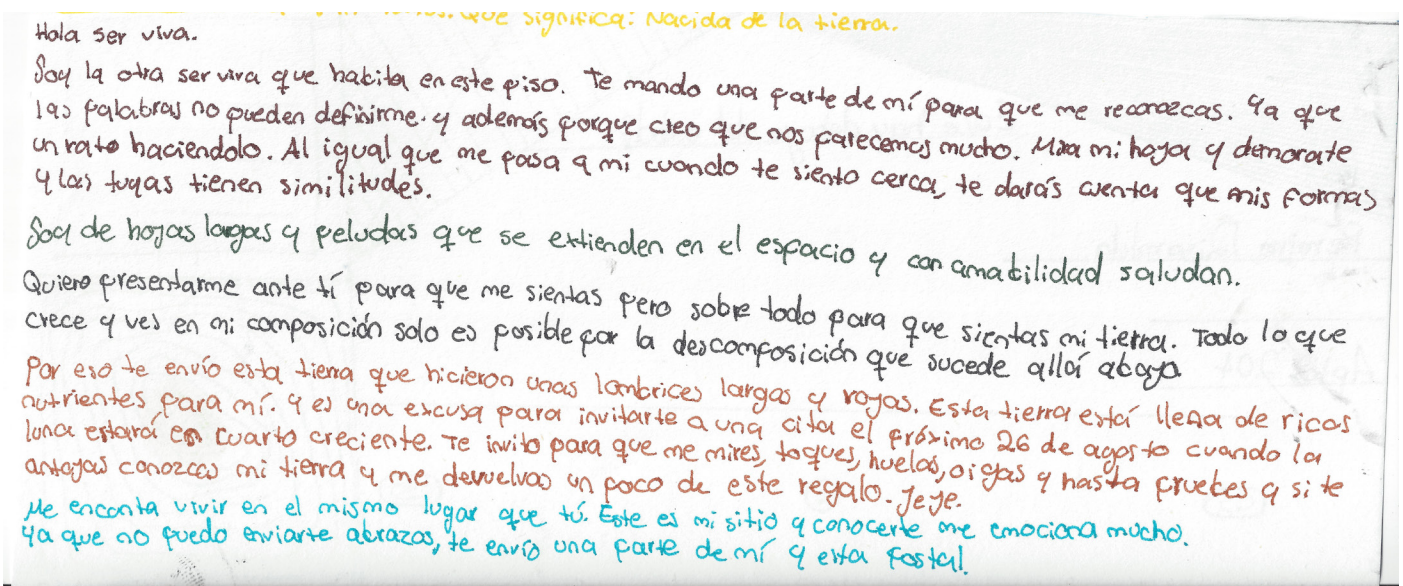 Que significa: Nacida de la tierra.
Hola ser viva.
Soy la otra ser viva que habita en este piso. Te mando una parte de mí para que me reconozcas. Ya que
las palabras no pueden definirme. y además porque creo que nos parecemos mucho. Mira mi hoja y demorate
un rato haciendolo. Al igual que me pasa a mi cuando te siento cerca, te darás cuenta que mis formas
y las tuyas tienen similitudes.
Soy de hojas largas y peludas que se extienden en el espacio y con amabilidad saludan.
Quiero presentarme ante tí para que me sientas pero sobre todo para que sientas mi tierra. Todo lo que
crece y ves en mi composición solo es posible por la descomposición que sucede allá abajo
Por eso te envío esta tierra que hicieron unas lombrices largas y rojas. Esta tierra está llena de ricos
nutrientes para mí. y es una excusa para invitarte a una cita el próximo 26 de agosto cuando la
luna estará en cuarto creciente. Te invito para que me mires, toques, huelas, oigas y hasta pruebes y si te
antojas conozcas mi tierra y me devuelvas un poco de este regalo. Jeje.
Me encanta vivir en el mismo lugar que tú. Este es mi sitio y conocerte me emociona mucho.
Ya que no puedo enviarte abrazos, te envío una parte de mí y esta postal.